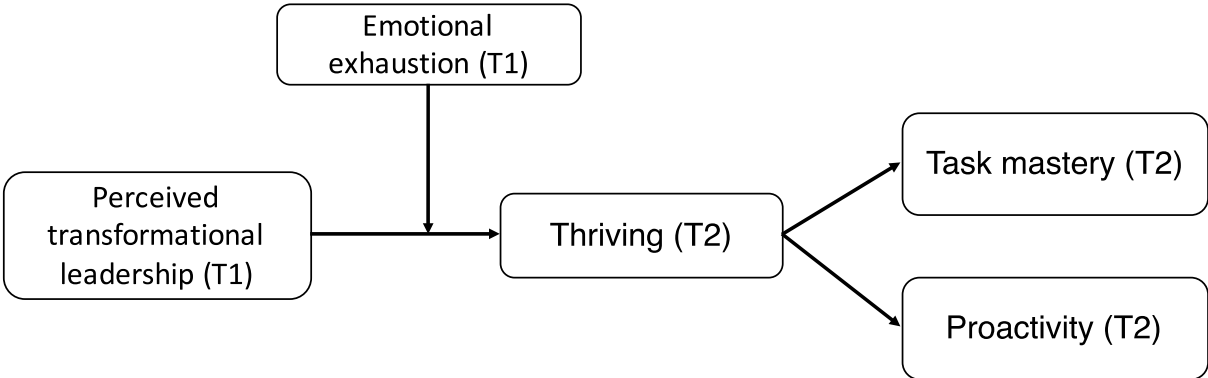 Emotional
exhaustion (T1)
Perceived
transformational
leadership (T1)
Thriving (T2)
Task mastery (T2)
Proactivity (T2)